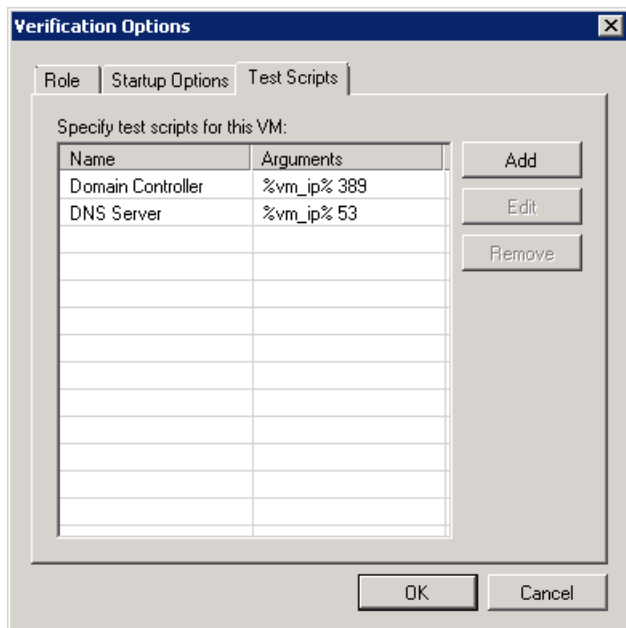 Verification Options
Role Startup Options Test Scripts
Specify test scripts for this VM:
Name Arguments
Domain Controller %vm_ip% 389
DNS Server %vm_ip% 53
Add
Edit
Remove
OK Cancel